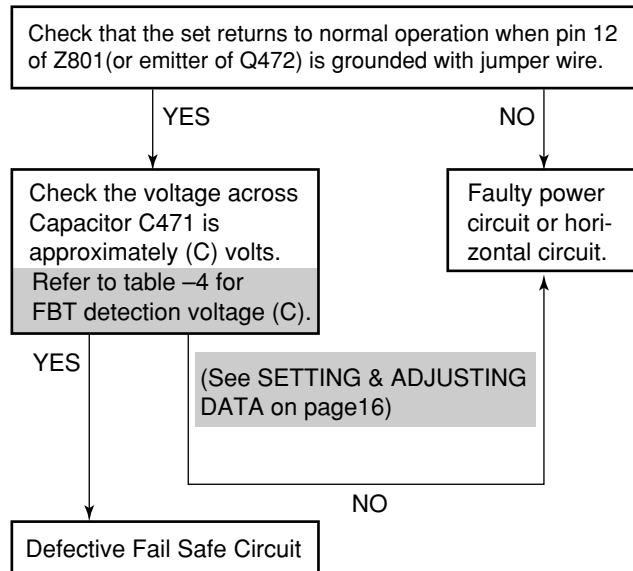 Check that the set returns to normal operation when pin 12
of Z801(or emitter of Q472) is grounded with jumper wire.
YES
NO
Check the voltage across
Capacitor C471 is
approximately (C) volts.
Refer to table –4 for
FBT detection voltage (C).
Faulty power
circuit or hori-
zontal circuit.
YES
(See SETTING & ADJUSTING
DATA on page16)
NO
Defective Fail Safe Circuit